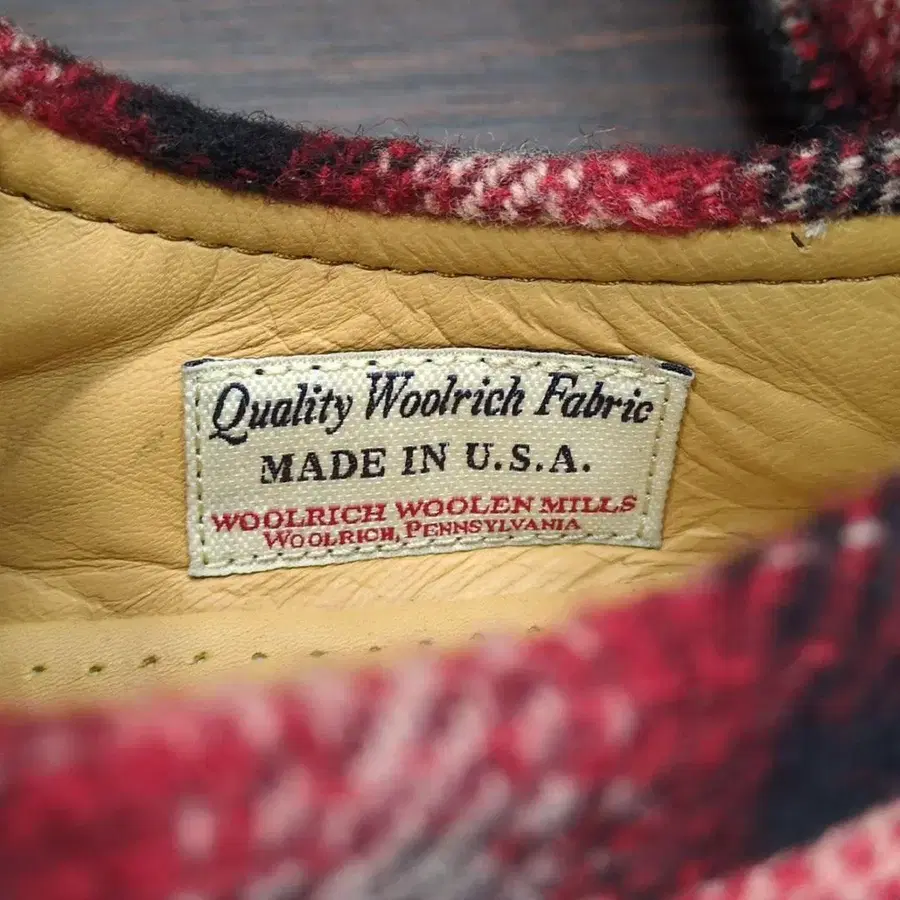 Quality Woolrich Fabric
MADE IN U.S.A.
WOOLRICH WOOLEN MILLS
WOOLRICH, PENNSYLVANIA